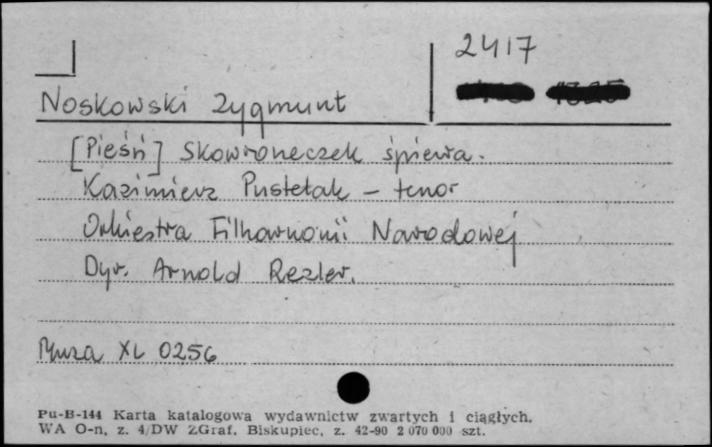 2417
Noskowski Zygmunt
[Pieśń] Skowroneczek śpiewa.
Kazimierz Pustelak – tenor
Orkiestra Filharmonii Narodowej
Dyr. Arnold Rezler.
Muza XL 0256
Pu-B-144 Karta katalogowa wydawnictw zwartych i ciągłych.
WA O-n, z. 4/DW ZGraf. Biskupiec, z. 42-90 2 070 000 szt.